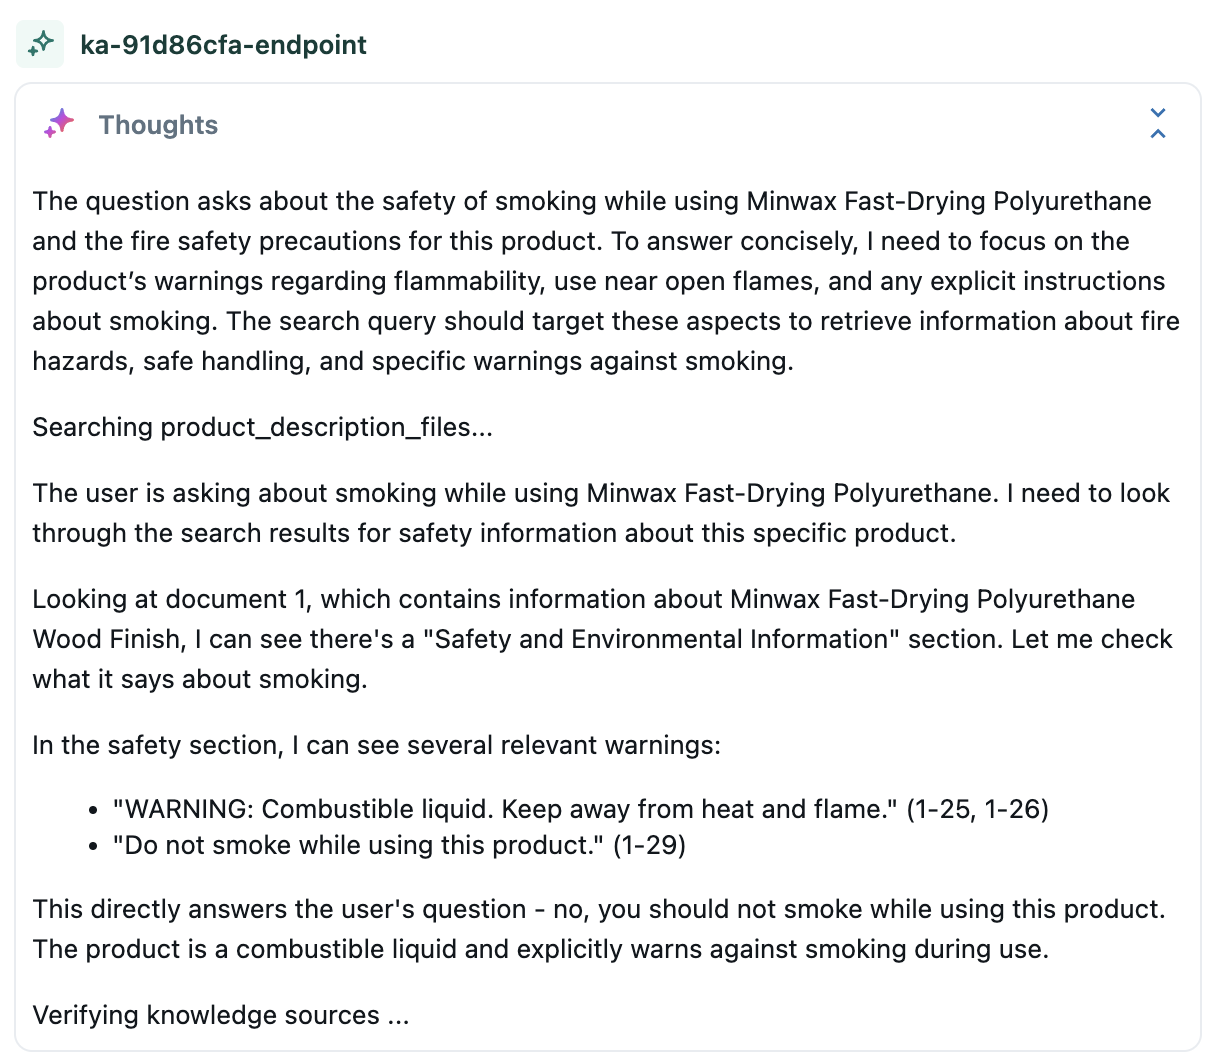 ka-91d86cfa-endpoint
Thoughts
The question asks about the safety of smoking while using Minwax Fast-Drying Polyurethane
and the fire safety precautions for this product. To answer concisely, I need to focus on the
product’s warnings regarding flammability, use near open flames, and any explicit instructions
about smoking. The search query should target these aspects to retrieve information about fire
hazards, safe handling, and specific warnings against smoking.
Searching product_description_files...
The user is asking about smoking while using Minwax Fast-Drying Polyurethane. I need to look
through the search results for safety information about this specific product.
Looking at document 1, which contains information about Minwax Fast-Drying Polyurethane
Wood Finish, I can see there's a "Safety and Environmental Information" section. Let me check
what it says about smoking.
In the safety section, I can see several relevant warnings:
• "WARNING: Combustible liquid. Keep away from heat and flame." (1-25, 1-26)
• "Do not smoke while using this product." (1-29)
This directly answers the user's question - no, you should not smoke while using this product.
The product is a combustible liquid and explicitly warns against smoking during use.
Verifying knowledge sources ...